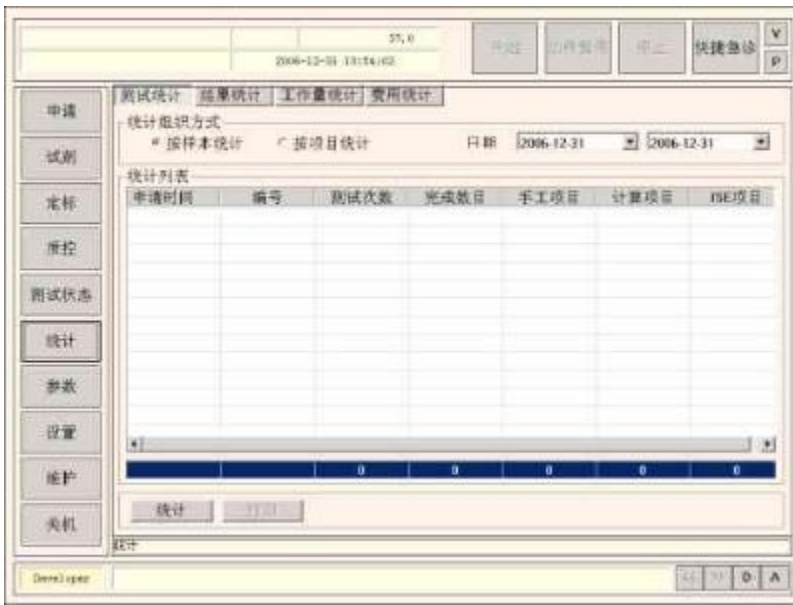 37.0
2006-12-31 13:54:02
开始
加样暂停
停止
快捷急诊
V
P
申请
试剂
定标
质控
测试状态
统计
参数
设置
维护
关机
测试统计 结果统计 工作量统计 费用统计
统计组织方式
按样本统计 按项目统计 日期 2006-12-31 2006-12-31
统计列表
申请时间 编号 测试次数 完成数目 手工项目 计算项目 ISE项目
0 0 0 0 0
统计 打印
统计
Developer
D A